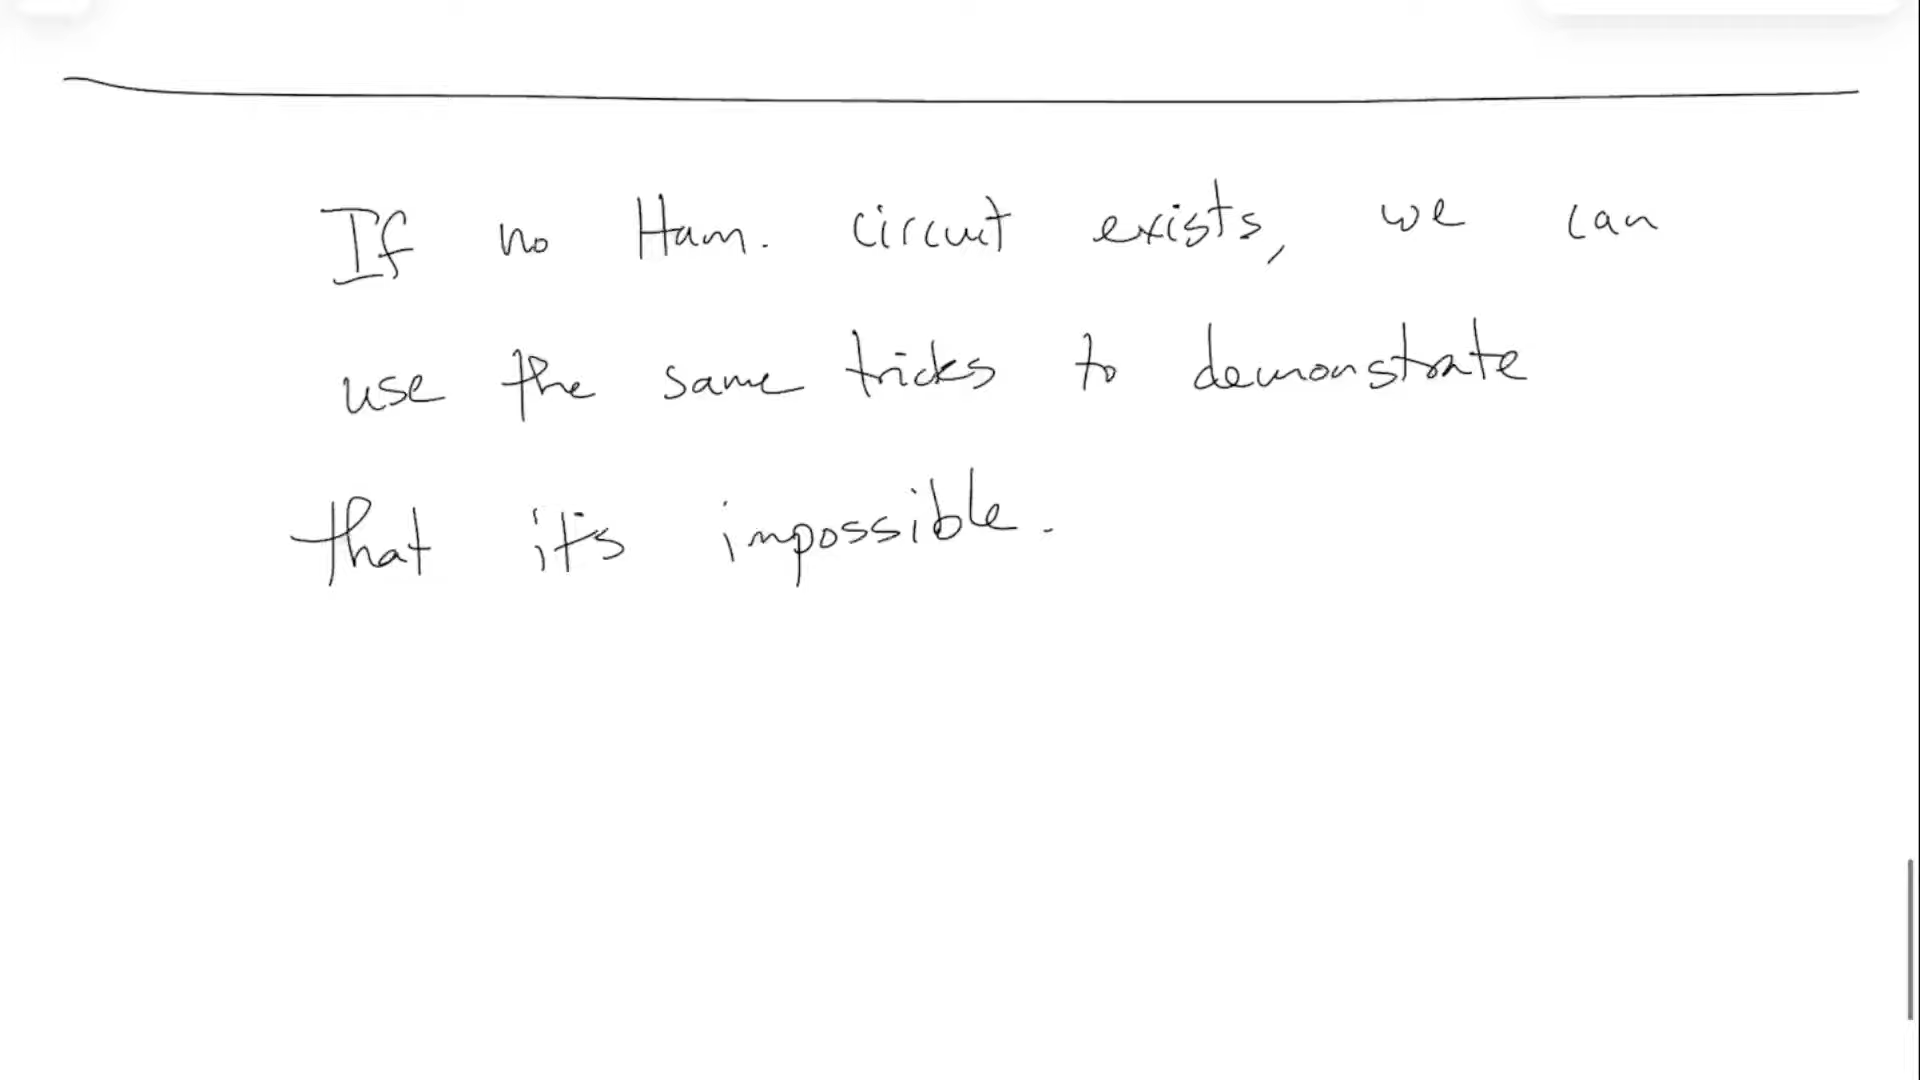 If no Ham. circuit exists, we can
use the same tricks to demonstrate
that it's impossible.